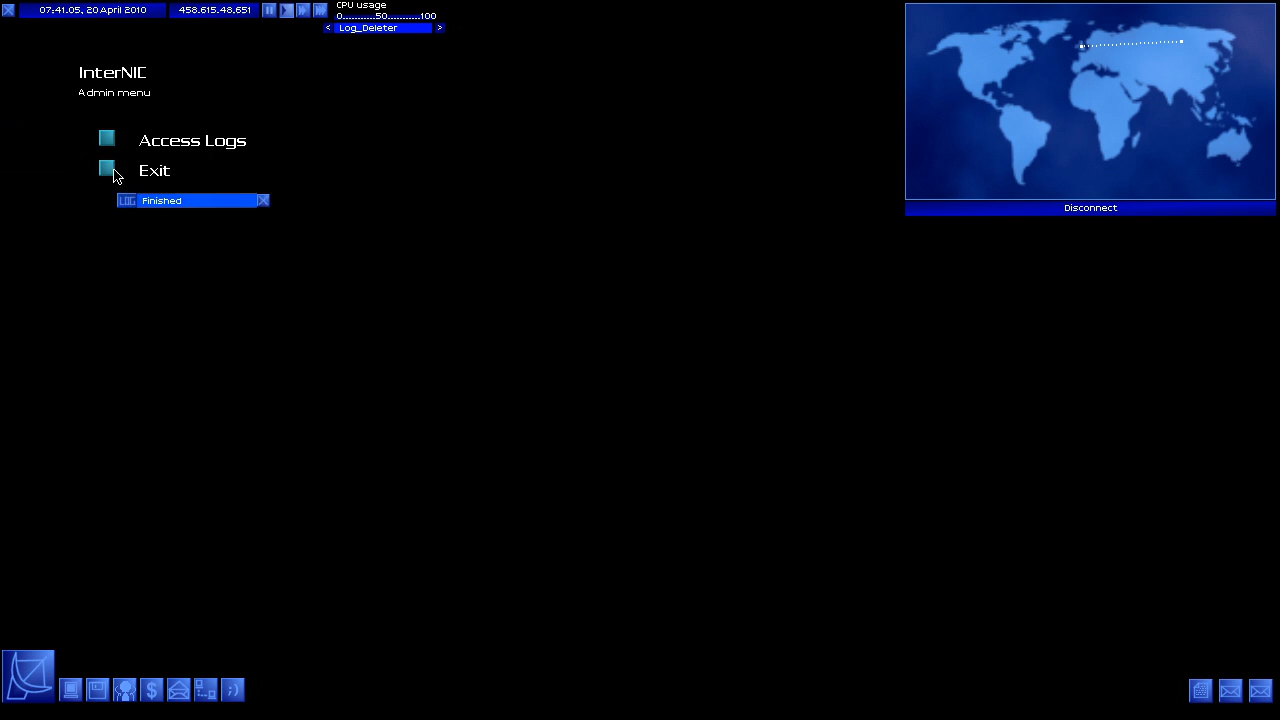 07:41.05, 20 April 2010
458.615.48.651
CPU usage
0...........50...........100
< Log_Deleter >
InterNIC
Admin menu
Access Logs
Exit
LOG Finished
Disconnect
$
;)